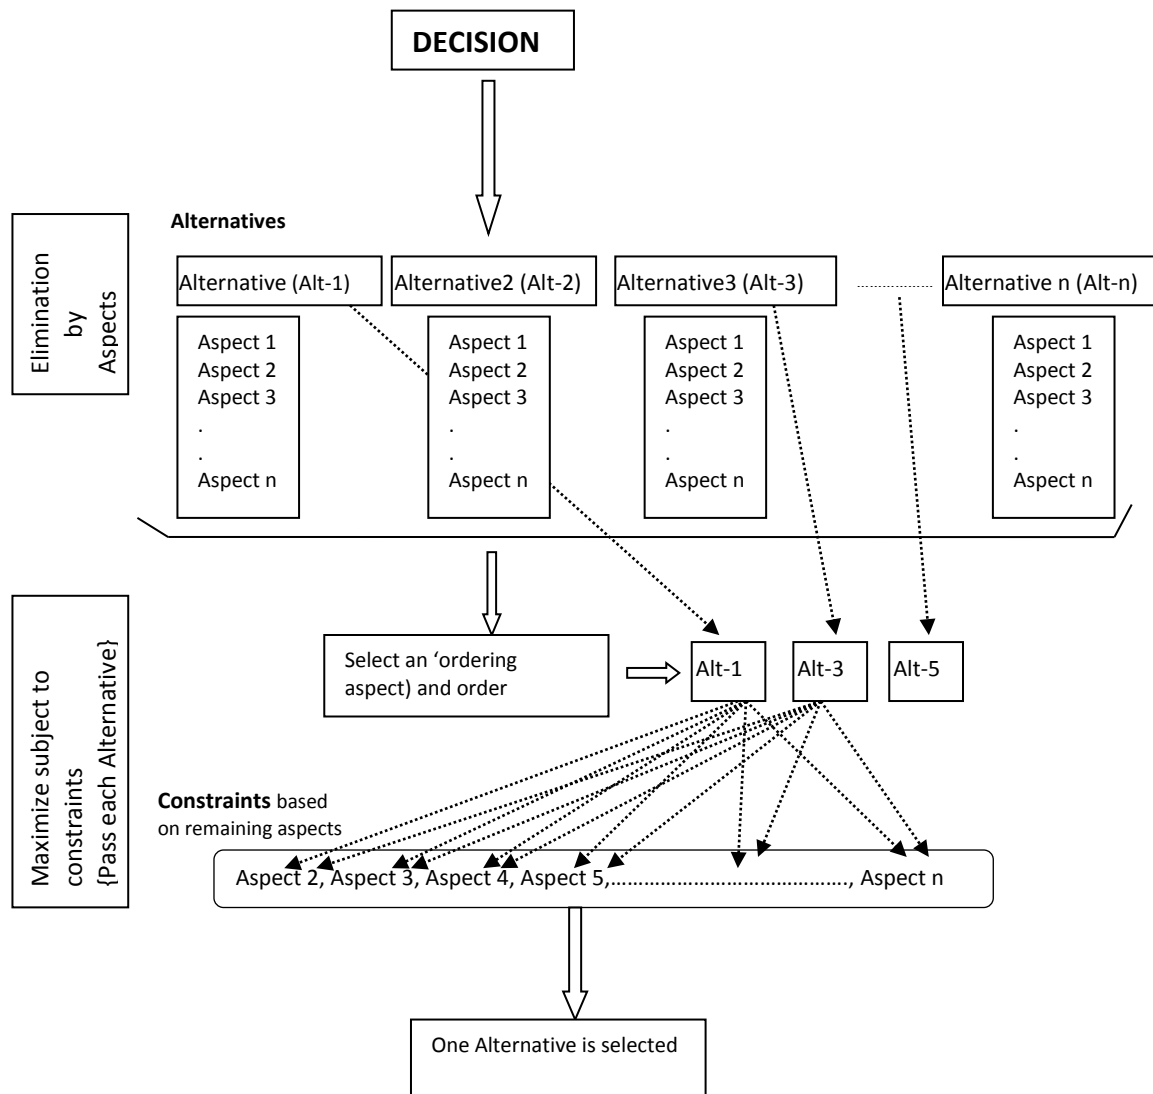 DECISION
Elimination
by
Aspects
Alternatives
Alternative (Alt-1)
Alternative2 (Alt-2)
Alternative3 (Alt-3)
Alternative n (Alt-n)
Aspect 1
Aspect 2
Aspect 3
.
.
Aspect n
Aspect 1
Aspect 2
Aspect 3
.
.
Aspect n
Aspect 1
Aspect 2
Aspect 3
.
.
Aspect n
Aspect 1
Aspect 2
Aspect 3
.
.
Aspect n
Maximize subject to
constraints
{Pass each Alternative}
Select an ‘ordering
aspect) and order
Alt-1
Alt-3
Alt-5
Constraints based
on remaining aspects
Aspect 2, Aspect 3, Aspect 4, Aspect 5,............................................, Aspect n
One Alternative is selected